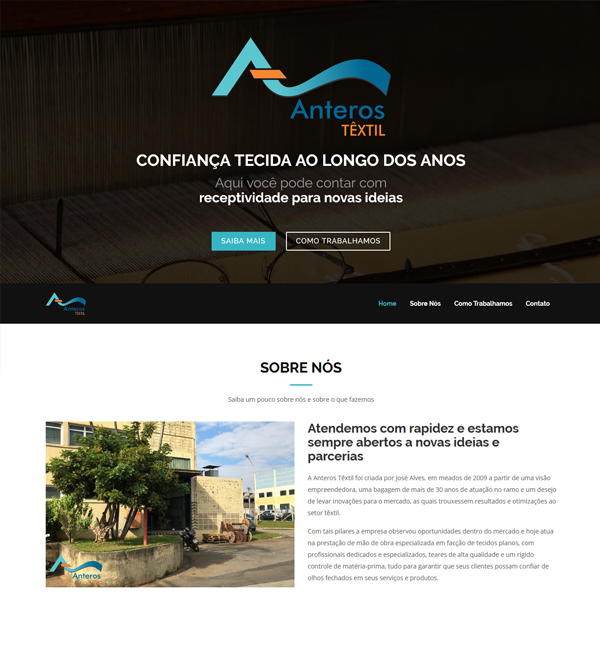 Anteros
TÊXTIL
CONFIANÇA TECIDA AO LONGO DOS ANOS
Aqui você pode contar com
receptividade para novas ideias
SAIBA MAIS
COMO TRABALHAMOS
Anteros
TÊXTIL
Home
Sobre Nós
Como Trabalhamos
Contato
SOBRE NÓS
Saiba um pouco sobre nós e sobre o que fazemos
Atendemos com rapidez e estamos
sempre abertos a novas ideias e
parcerias
A Anteros Têxtil foi criada por José Alves, em meados de 2009 a partir de uma visão
empreendedora, uma bagagem de mais de 30 anos de atuação no ramo e um desejo
de levar inovações para o mercado, as quais trouxessem resultados e otimizações ao
setor têxtil.
Com tais pilares a empresa observou oportunidades dentro do mercado e hoje atua
na prestação de mão de obra especializada em facção de tecidos planos, com
profissionais dedicados e especializados, teares de alta qualidade e um rígido
controle de matéria-prima, tudo para garantir que seus clientes possam confiar de
olhos fechados em seus serviços e produtos.
Anteros